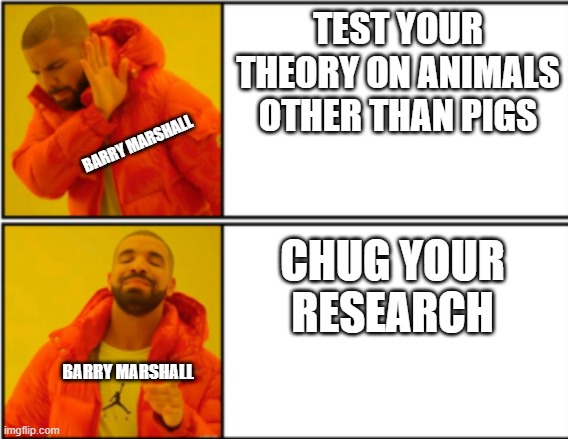 TEST YOUR
THEORY ON ANIMALS
OTHER THAN PIGS
BARRY MARSHALL
CHUG YOUR
RESEARCH
BARRY MARSHALL
imgflip.com